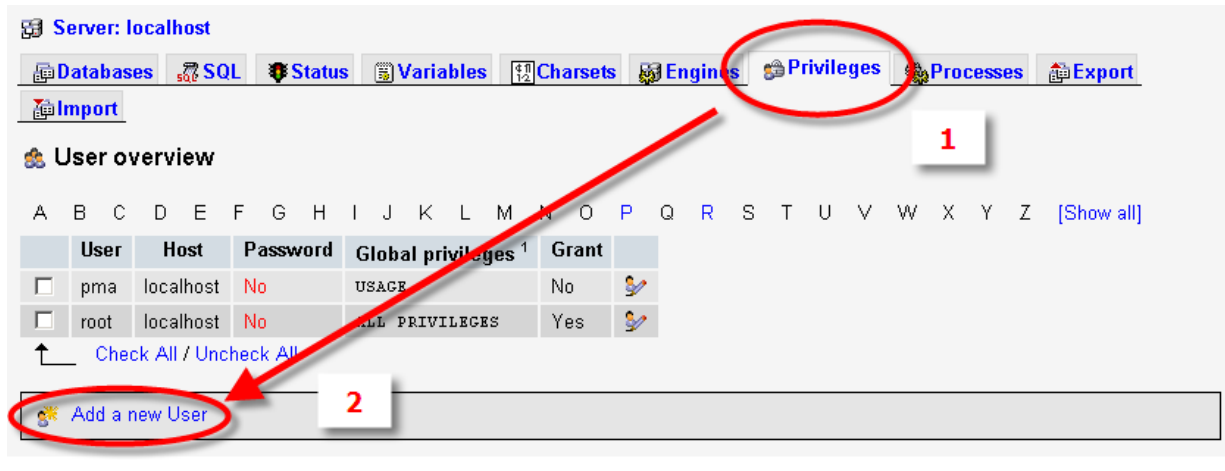 Server: localhost
Databases SQL Status Variables Charsets Engines Privileges Processes Export
Import
1
User overview
A B C D E F G H I J K L M N O P Q R S T U V W X Y Z [Show all]
User Host Password Global privileges 1 Grant
pma localhost No USAGE No
root localhost No ALL PRIVILEGES Yes
Check All / Uncheck All
2
Add a new User